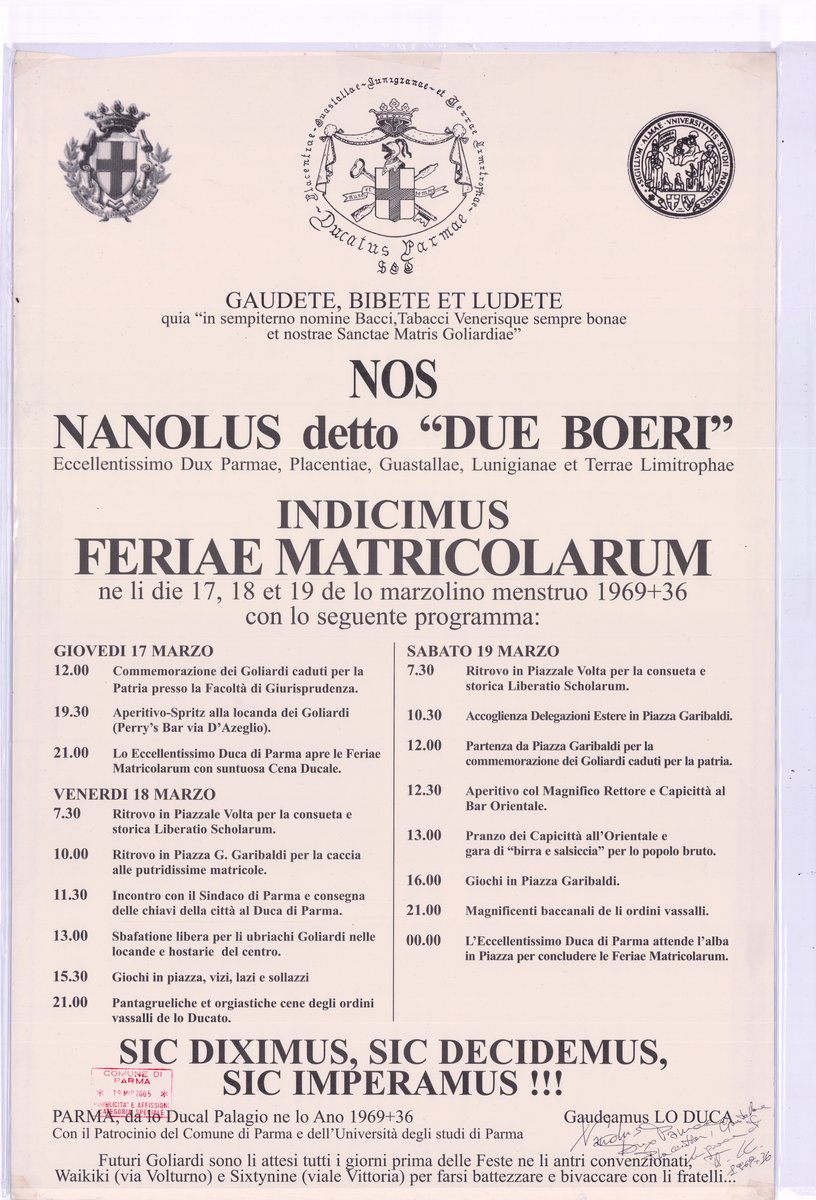 Placentiae~Guastallae~Lunigianae~et Terrae Limitrophae~
Ducatus Parmae
SIGILLVM ALMAE VNIVERSITATIS STVDII PARMENSIS
GAUDETE, BIBETE ET LUDETE
quia “in sempiterno nomine Bacci,Tabacci Venerisque sempre bonae
et nostrae Sanctae Matris Goliardiae”
NOS
NANOLUS detto “DUE BOERI”
Eccellentissimo Dux Parmae, Placentiae, Guastallae, Lunigianae et Terrae Limitrophae
INDICIMUS
FERIAE MATRICOLARUM
ne li die 17, 18 et 19 de lo marzolino menstruo 1969+36
con lo seguente programma:
GIOVEDI 17 MARZO
12.00 Commemorazione dei Goliardi caduti per la
Patria presso la Facoltà di Giurisprudenza.
19.30 Aperitivo-Spritz alla locanda dei Goliardi
(Perry’s Bar via D’Azeglio).
21.00 Lo Eccellentissimo Duca di Parma apre le Feriae
Matricolarum con suntuosa Cena Ducale.
VENERDI 18 MARZO
7.30 Ritrovo in Piazzale Volta per la consueta e
storica Liberatio Scholarum.
10.00 Ritrovo in Piazza G. Garibaldi per la caccia
alle putridissime matricole.
11.30 Incontro con il Sindaco di Parma e consegna
delle chiavi della città al Duca di Parma.
13.00 Sbafatione libera per li ubriachi Goliardi nelle
locande e hostarie del centro.
15.30 Giochi in piazza, vizi, lazi e sollazzi
21.00 Pantagrueliche et orgiastiche cene degli ordini
vassalli de lo Ducato.
SABATO 19 MARZO
7.30 Ritrovo in Piazzale Volta per la consueta e
storica Liberatio Scholarum.
10.30 Accoglienza Delegazioni Estere in Piazza Garibaldi.
12.00 Partenza da Piazza Garibaldi per la
commemorazione dei Goliardi caduti per la patria.
12.30 Aperitivo col Magnifico Rettore e Capicittà al
Bar Orientale.
13.00 Pranzo dei Capicittà all’Orientale e
gara di “birra e salsiccia” per lo popolo bruto.
16.00 Giochi in Piazza Garibaldi.
21.00 Magnificenti baccanali de li ordini vassalli.
00.00 L’Eccellentissimo Duca di Parma attende l’alba
in Piazza per concludere le Feriae Matricolarum.
SIC DIXIMUS, SIC DECIDEMUS,
SIC IMPERAMUS !!!
COMUNE DI
PARMA
2005
PUBBLICITÀ E AFFISSIONI
CATEGORIA SPECIALE
PARMA, da lo Ducal Palagio ne lo Ano 1969+36
Gaudeamus LO DUCA
Con il Patrocinio del Comune di Parma e dell’Università degli studi di Parma
Nanolus
Dux Parmae
1969+36
Futuri Goliardi sono li attesi tutti i giorni prima delle Feste ne li antri convenzionati,
Waikiki (via Volturno) e Sixtynine (viale Vittoria) per farsi battezzare e bivaccare con li fratelli...